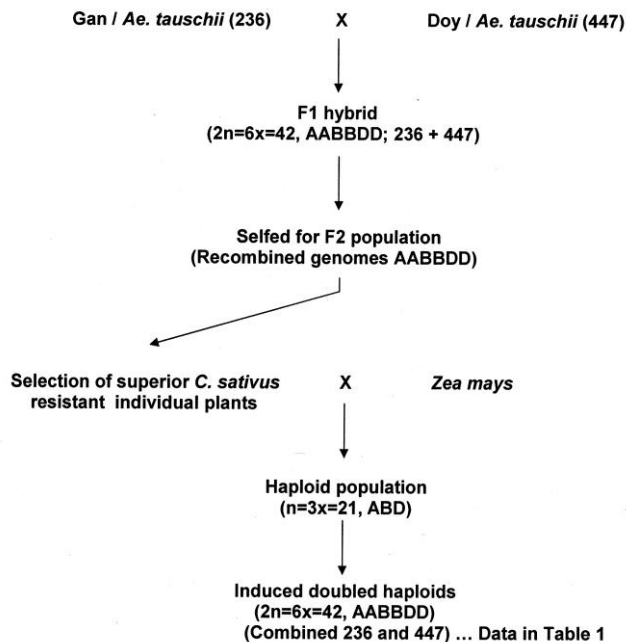 Gan / Ae. tauschii (236) X Doy / Ae. tauschii (447)
F1 hybrid
(2n=6x=42, AABBDD; 236 + 447)
Selfed for F2 population
(Recombined genomes AABBDD)
Selection of superior C. sativus X Zea mays
resistant individual plants
Haploid population
(n=3x=21, ABD)
Induced doubled haploids
(2n=6x=42, AABBDD)
(Combined 236 and 447) ... Data in Table 1